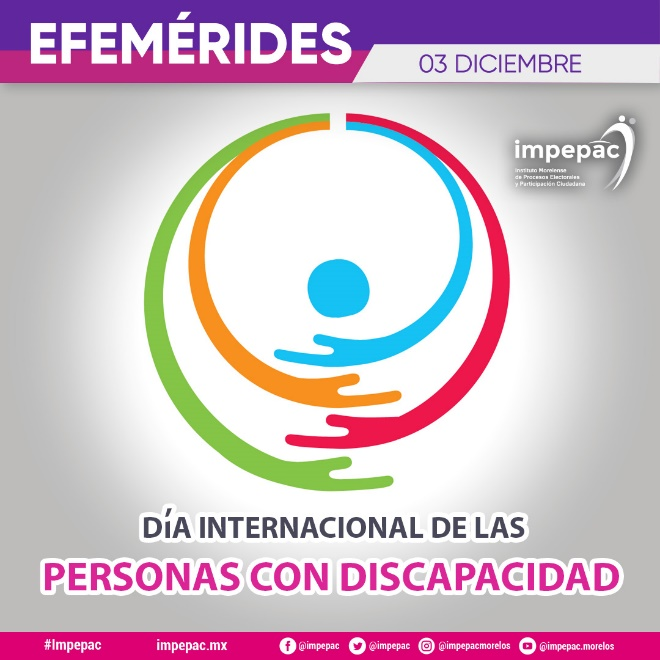 EFEMÉRIDES
03 DICIEMBRE
impepac
Instituto Morelense
de Procesos Electorales
y Participación Ciudadana
DÍA INTERNACIONAL DE LAS
PERSONAS CON DISCAPACIDAD
#Impepac impepac.mx @impepac @impepac @impepacmorelos @impepac.morelos